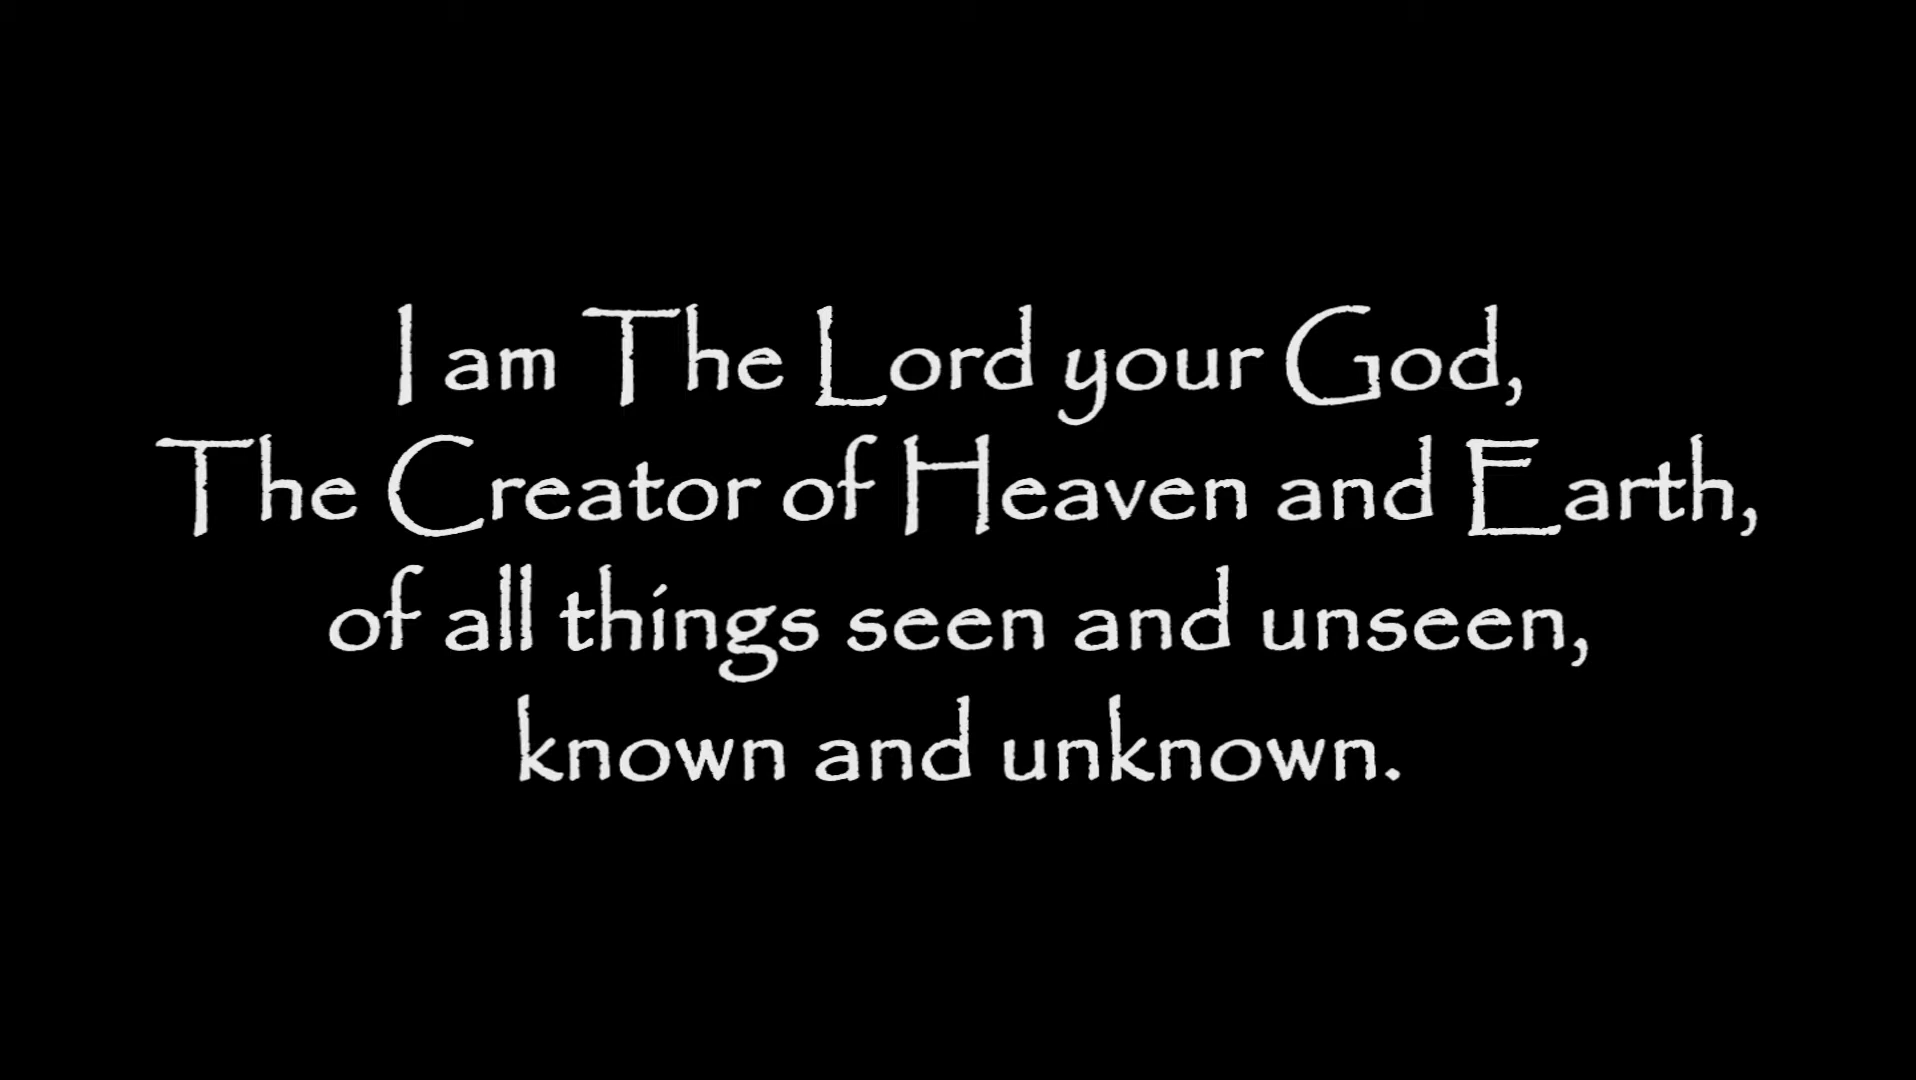 I am The Lord your God,
The Creator of Heaven and Earth,
of all things seen and unseen,
known and unknown.